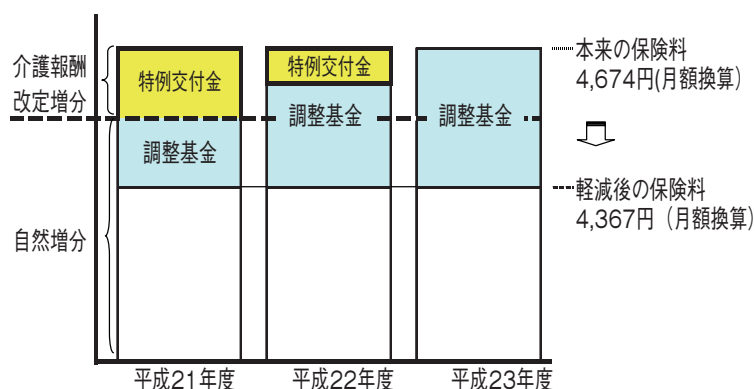 介護報酬
改定増分
自然増分
特例交付金
調整基金
特例交付金
調整基金
調整基金
本来の保険料
4,674円(月額換算)
軽減後の保険料
4,367円（月額換算）
平成21年度
平成22年度
平成23年度